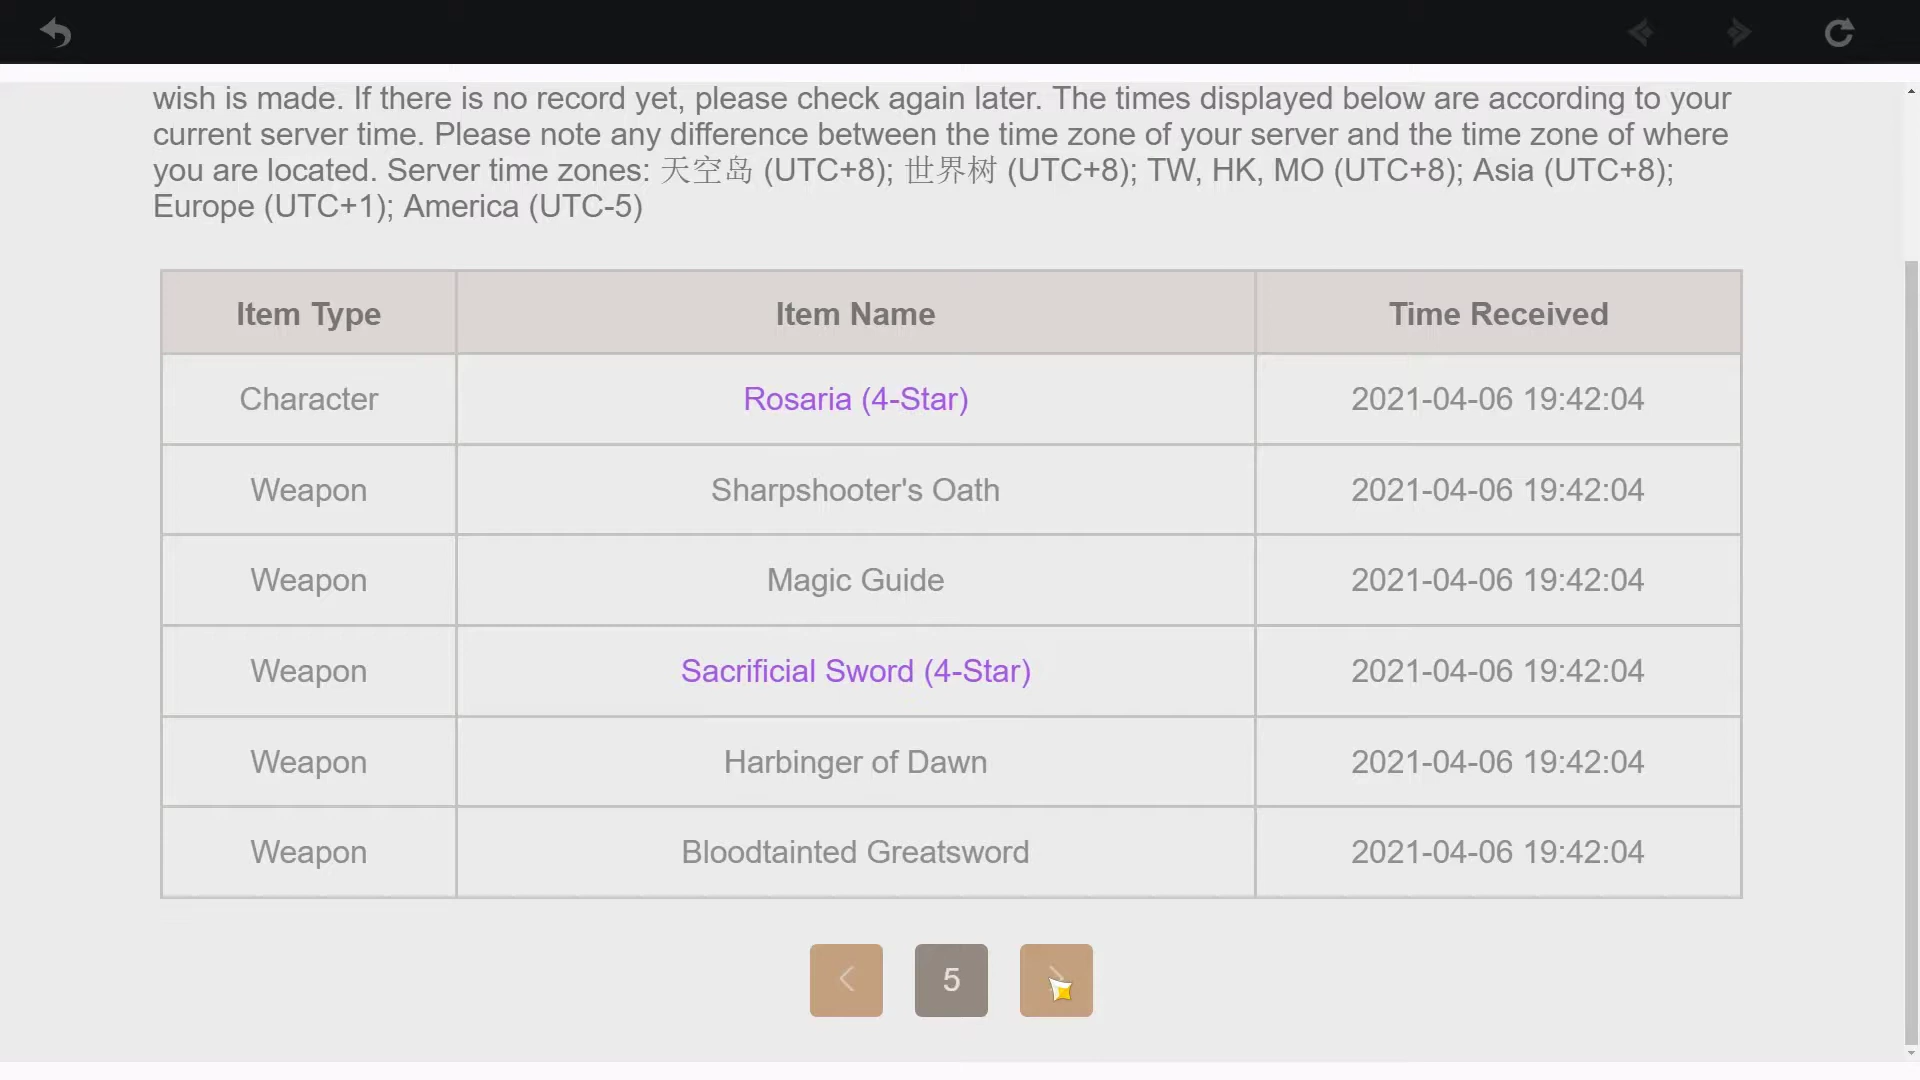 wish is made. If there is no record yet, please check again later. The times displayed below are according to your
current server time. Please note any difference between the time zone of your server and the time zone of where
you are located. Server time zones: 天空岛 (UTC+8); 世界树 (UTC+8); TW, HK, MO (UTC+8); Asia (UTC+8);
Europe (UTC+1); America (UTC-5)
Item Type Item Name Time Received
Character Rosaria (4-Star) 2021-04-06 19:42:04
Weapon Sharpshooter's Oath 2021-04-06 19:42:04
Weapon Magic Guide 2021-04-06 19:42:04
Weapon Sacrificial Sword (4-Star) 2021-04-06 19:42:04
Weapon Harbinger of Dawn 2021-04-06 19:42:04
Weapon Bloodtainted Greatsword 2021-04-06 19:42:04
5